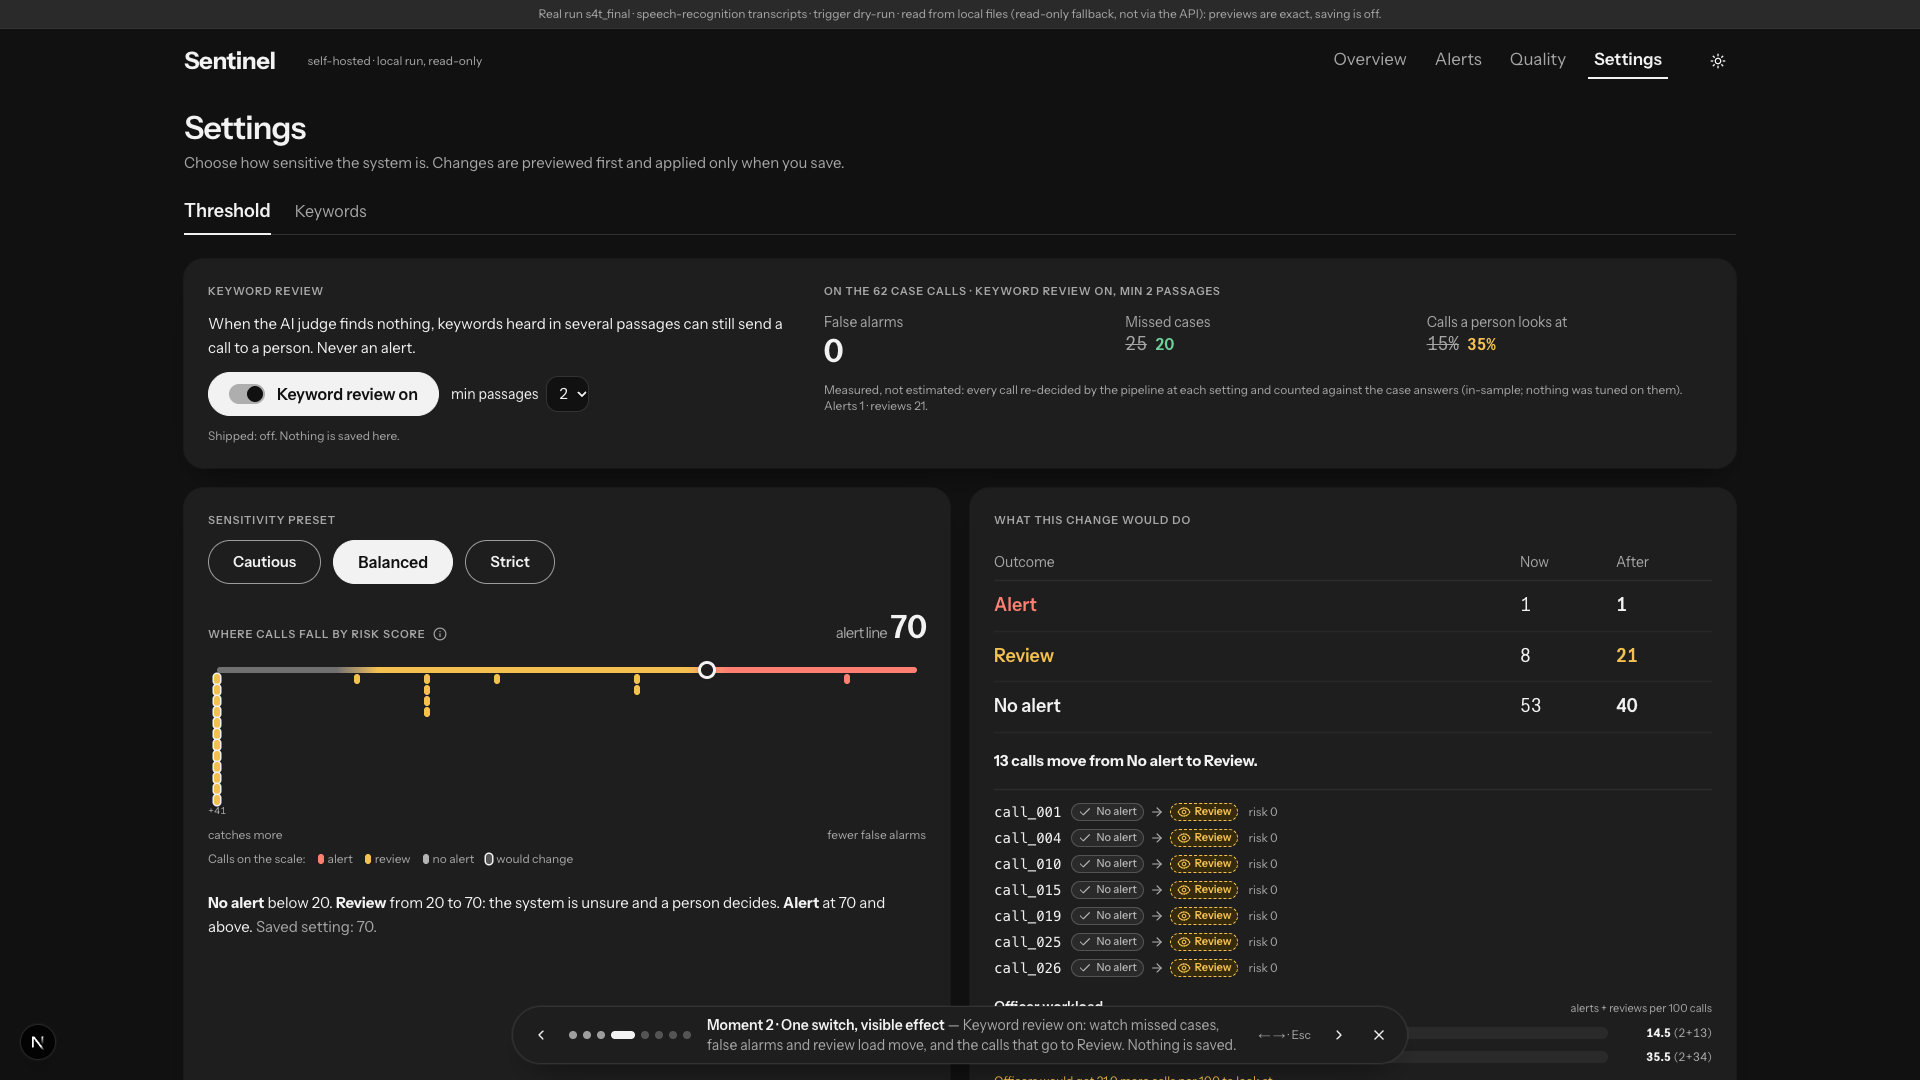 Real run s4t_final · speech-recognition transcripts · trigger dry-run · read from local files (read-only fallback, not via the API): previews are exact, saving is off.
Sentinel
self-hosted · local run, read-only
Overview
Alerts
Quality
Settings
Settings
Choose how sensitive the system is. Changes are previewed first and applied only when you save.
Threshold
Keywords
KEYWORD REVIEW
When the AI judge finds nothing, keywords heard in several passages can still send a
call to a person. Never an alert.
Keyword review on
min passages
2
Shipped: off. Nothing is saved here.
ON THE 62 CASE CALLS · KEYWORD REVIEW ON, MIN 2 PASSAGES
False alarms
0
Missed cases
25 20
Calls a person looks at
15% 35%
Measured, not estimated: every call re-decided by the pipeline at each setting and counted against the case answers (in-sample; nothing was tuned on them).
Alerts 1 · reviews 21.
SENSITIVITY PRESET
Cautious
Balanced
Strict
WHERE CALLS FALL BY RISK SCORE
alert line 70
+41
catches more
fewer false alarms
Calls on the scale: alert review no alert would change
No alert below 20. Review from 20 to 70: the system is unsure and a person decides. Alert at 70 and
above. Saved setting: 70.
WHAT THIS CHANGE WOULD DO
Outcome Now After
Alert 1 1
Review 8 21
No alert 53 40
13 calls move from No alert to Review.
call_001 No alert → Review risk 0
call_004 No alert → Review risk 0
call_010 No alert → Review risk 0
call_015 No alert → Review risk 0
call_019 No alert → Review risk 0
call_025 No alert → Review risk 0
call_026 No alert → Review risk 0
Officer workload
alerts + reviews per 100 calls
14.5 (2+13)
35.5 (2+34)
Moment 2 · One switch, visible effect — Keyword review on: watch missed cases,
false alarms and review load move, and the calls that go to Review. Nothing is saved.
←→ · Esc
N